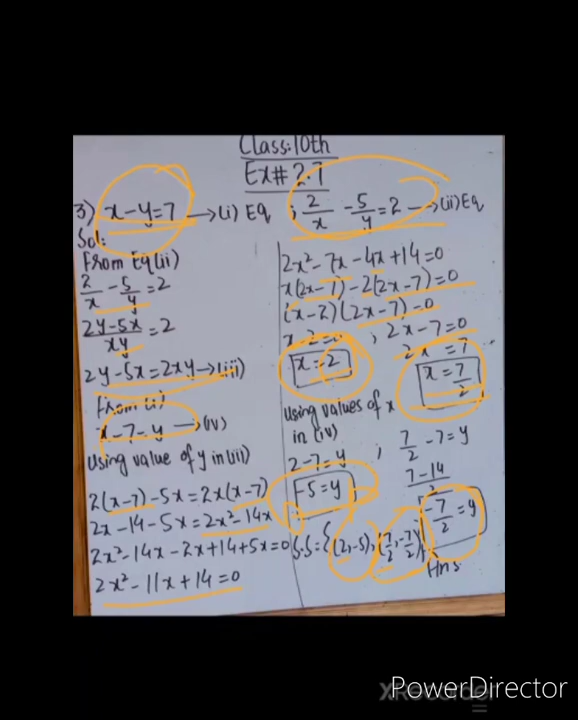 Class:10th
Ex# 2.7
3) x-y=7 →(i) Eq ; 2/x - 5/y = 2 →(ii)Eq
Sol:
From Eq(ii)
2/x - 5/y = 2
2y-5x/xy = 2
2y-5x=2xy→(iii)
From (i)
x-7=y →(iv)
Using value of y in (iii)
2(x-7)-5x=2x(x-7)
2x-14-5x=2x²-14x
2x²-14x-2x+14+5x=0
2x²-11x+14=0
2x²-7x-4x+14=0
x(2x-7)-2(2x-7)=0
(x-2)(2x-7)=0
x-2=0 ; 2x-7=0
2x = 7
x=2
x=7/2
Using values of x
in (iv)
2-7=y ; 7/2 -7=y
-5=y
7-14/2
-7/2=y
S.S={(2,-5),(7/2,-7/2)}
Ans
PowerDirector